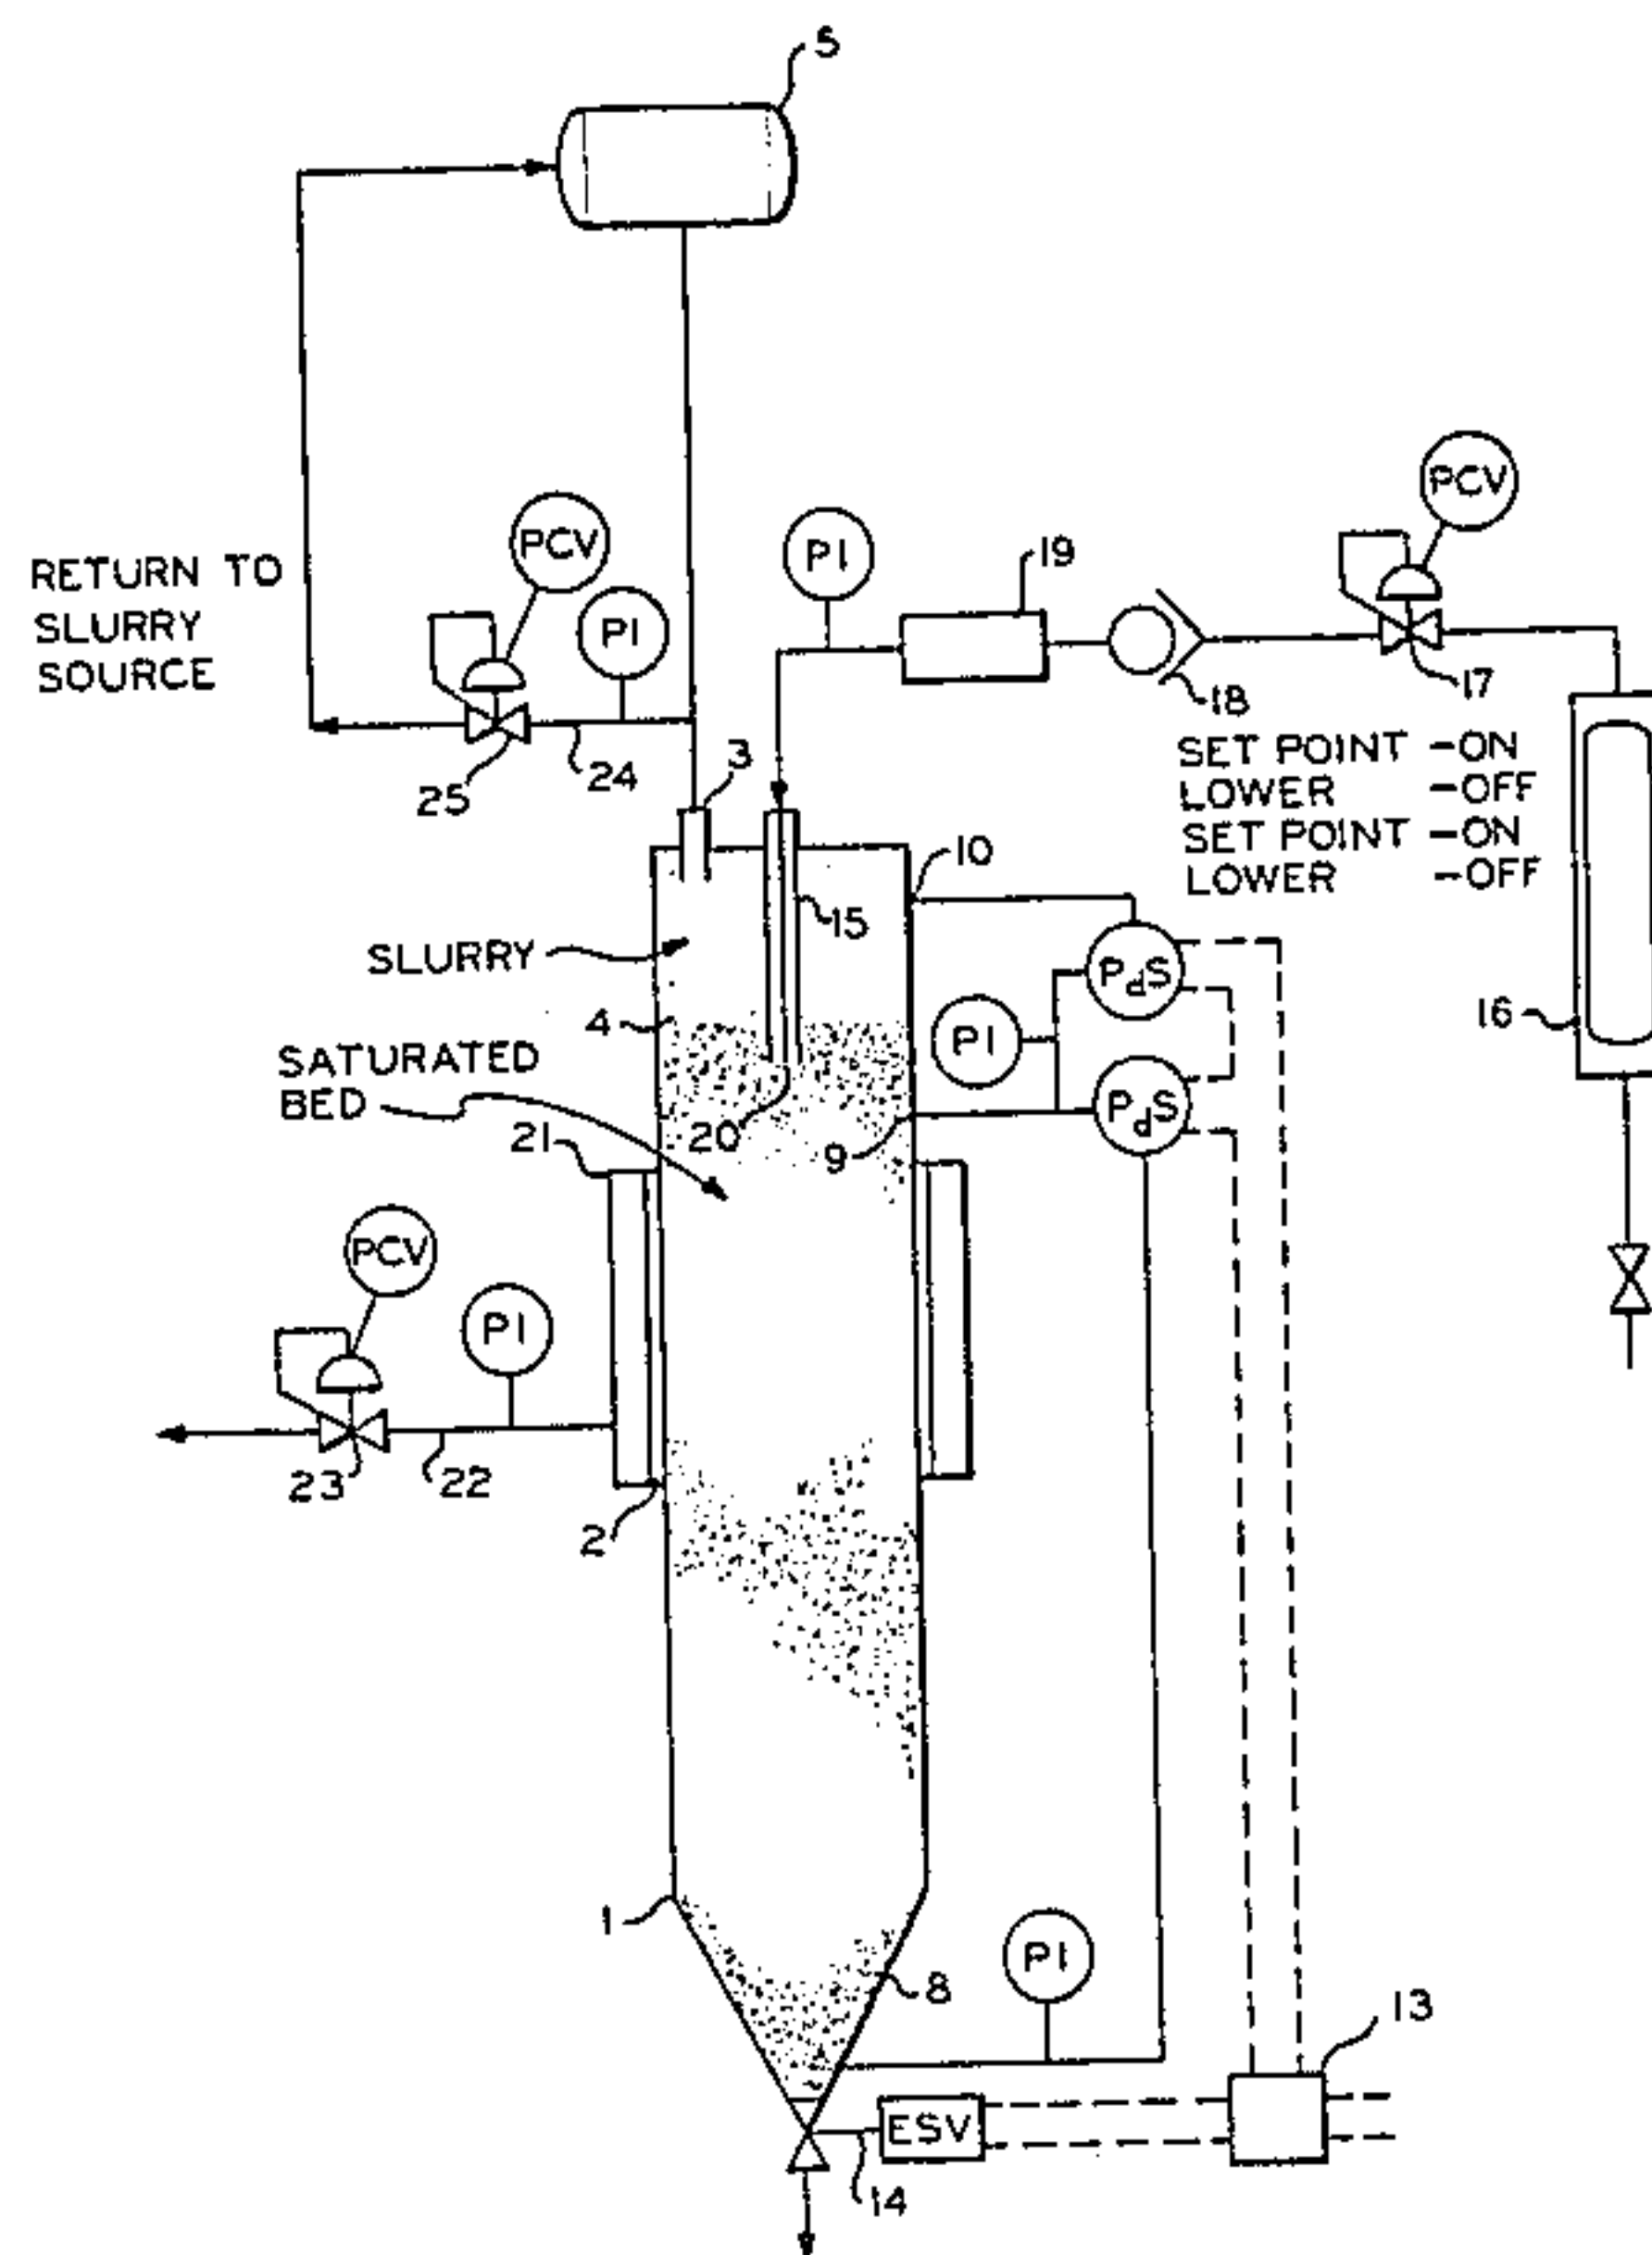 5
PCV
PCV
PI
19
RETURN TO
SLURRY
SOURCE
PI
17
18
SET POINT -ON
LOWER -OFF
SET POINT -ON
LOWER -OFF
3
24
25
10
15
SLURRY
PdS
16
4
PI
SATURATED
BED
PdS
20
21
9
PCV
PI
23
22
2
1
PI
8
13
ESV
14